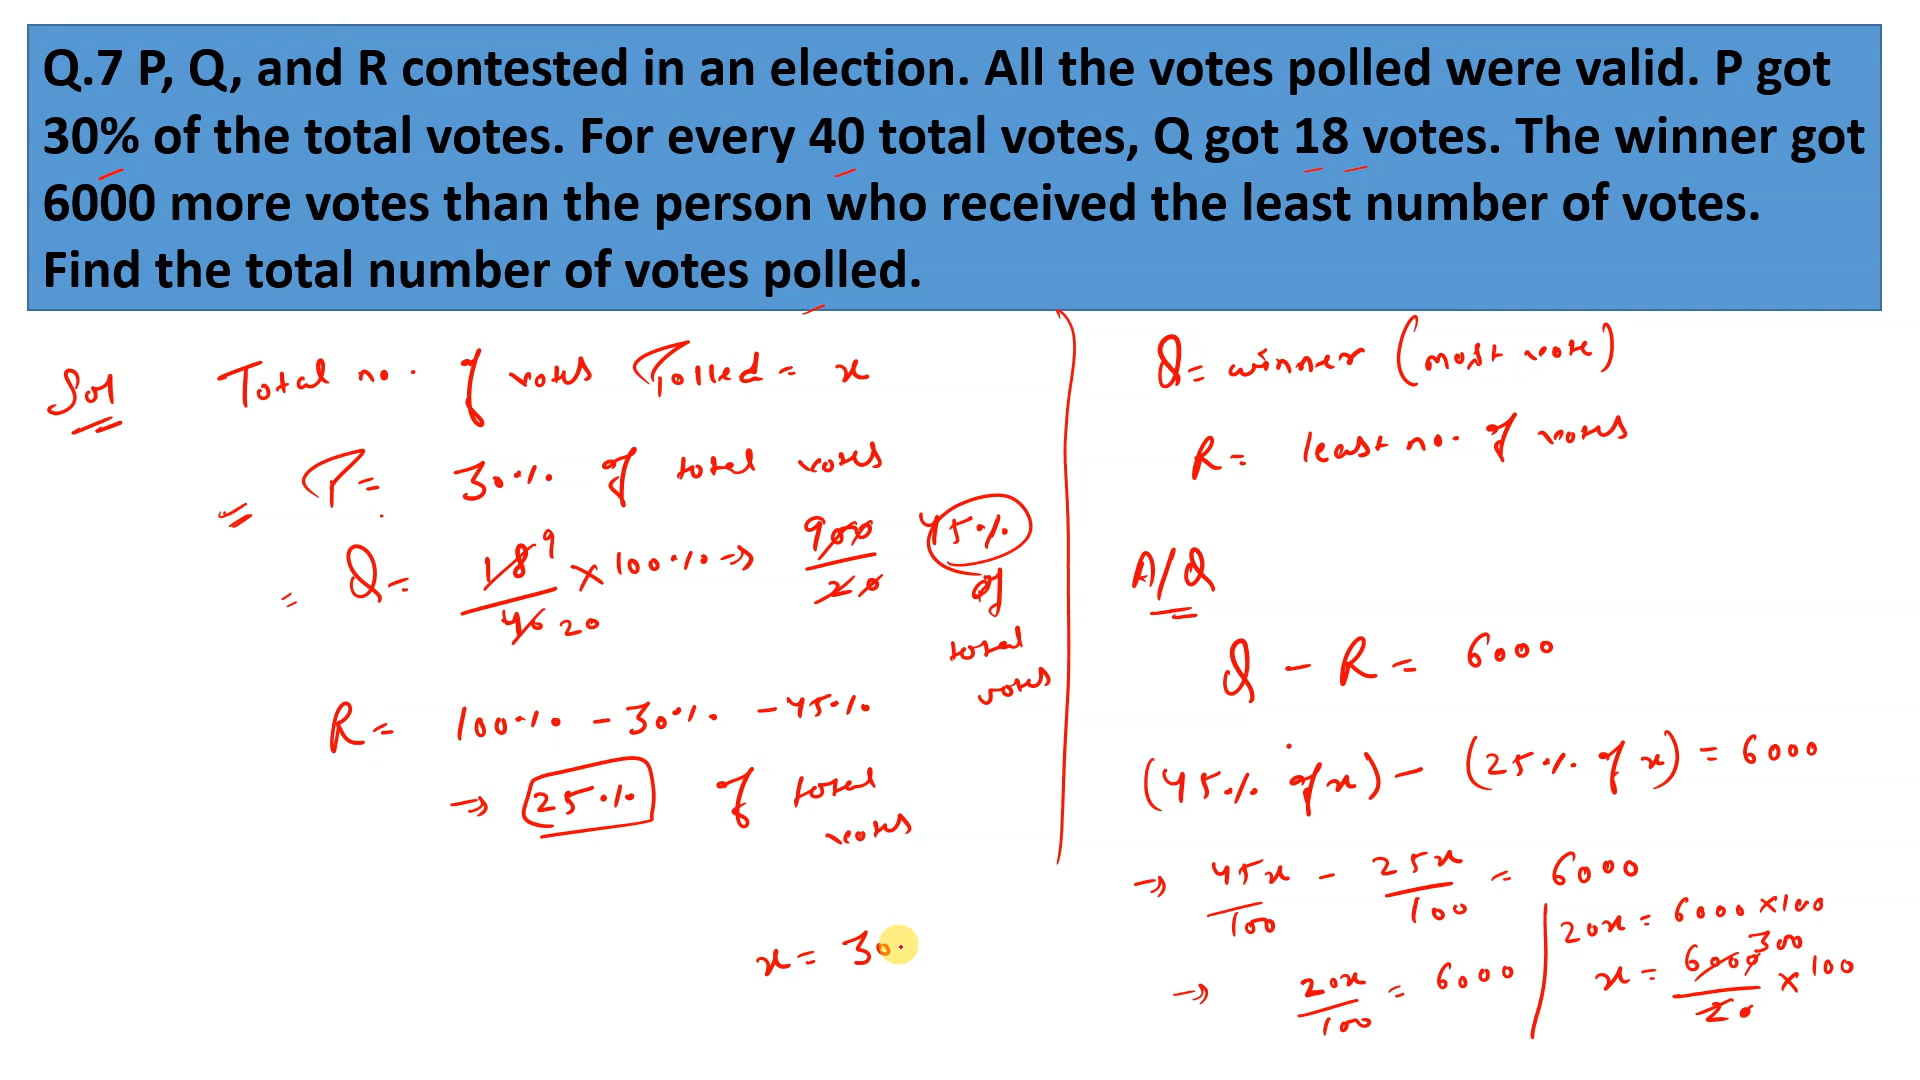 Q.7 P, Q, and R contested in an election. All the votes polled were valid. P got
30% of the total votes. For every 40 total votes, Q got 18 votes. The winner got
6000 more votes than the person who received the least number of votes.
Find the total number of votes polled.
Sol Total no. of votes Polled = x
= P = 30% of total votes
= Q = 18 9 / 40 20 × 100% → 900 / 20 45% of total votes
R = 100% - 30% - 45%
→ 25% of total votes
x = 30
Q = winner (most vote)
R = least no. of votes
A/Q
Q - R = 6000
(45% of x) - (25% of x) = 6000
→ 45x / 100 - 25x / 100 = 6000
→ 20x / 100 = 6000
20x = 6000 × 100
x = 6000 300 / 20 × 100